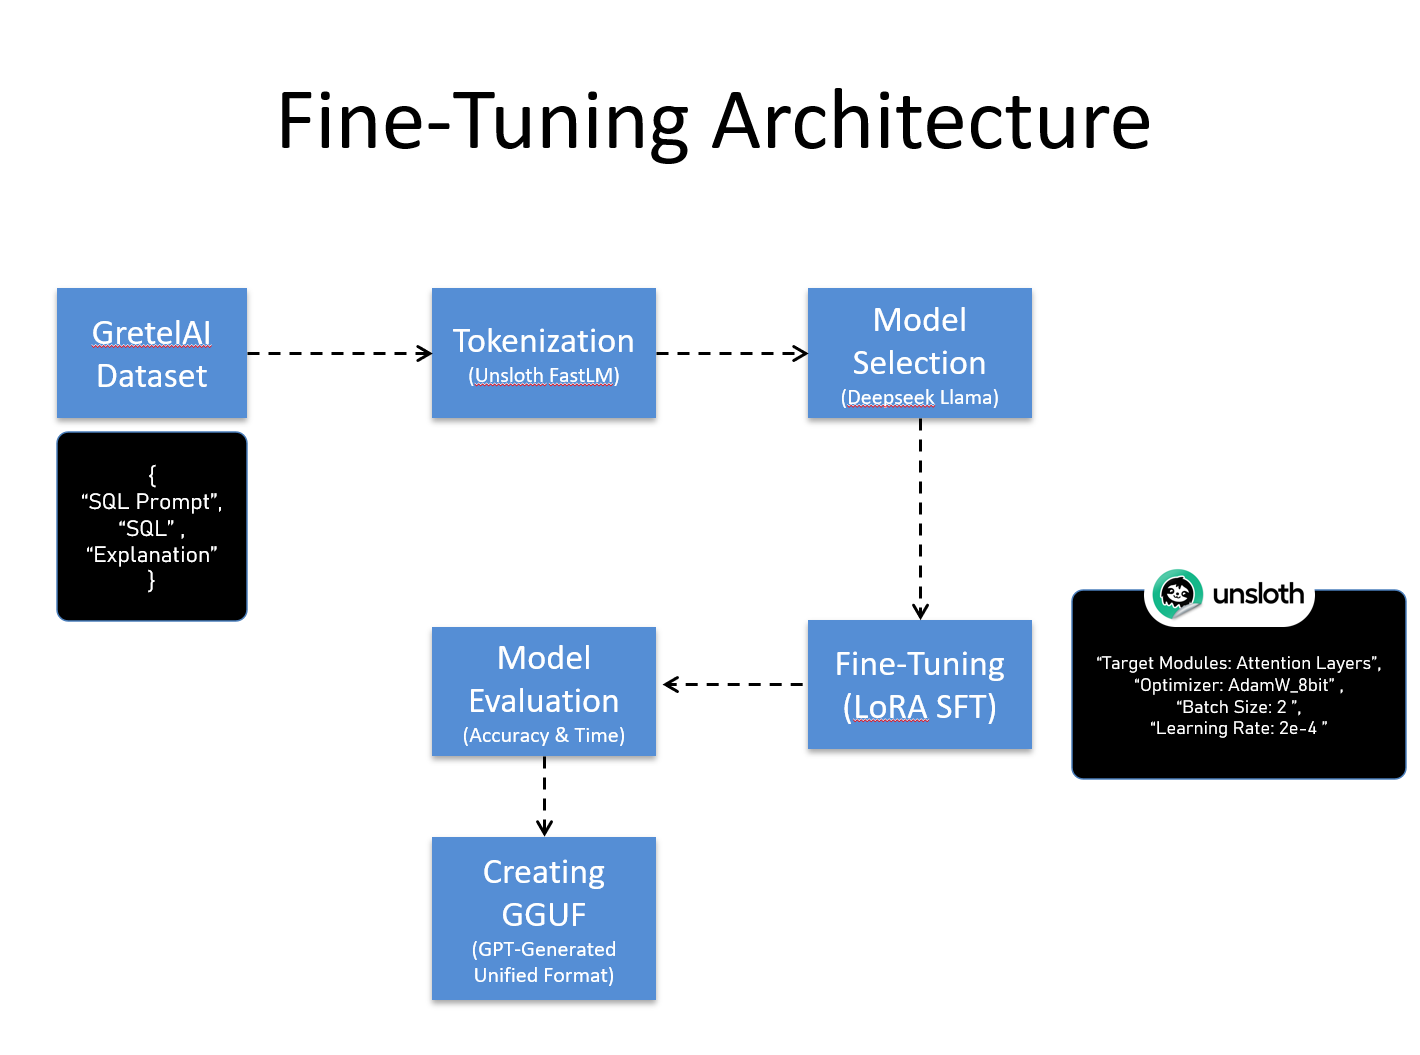 Fine-Tuning Architecture
GretelAI
Dataset
{
“SQL Prompt”,
“SQL” ,
“Explanation”
}
Tokenization
(Unsloth FastLM)
Model
Selection
(Deepseek Llama)
Fine-Tuning
(LoRA SFT)
unsloth
“Target Modules: Attention Layers”,
“Optimizer: AdamW_8bit” ,
“Batch Size: 2 ”,
“Learning Rate: 2e-4 ”
Model
Evaluation
(Accuracy & Time)
Creating
GGUF
(GPT-Generated
Unified Format)